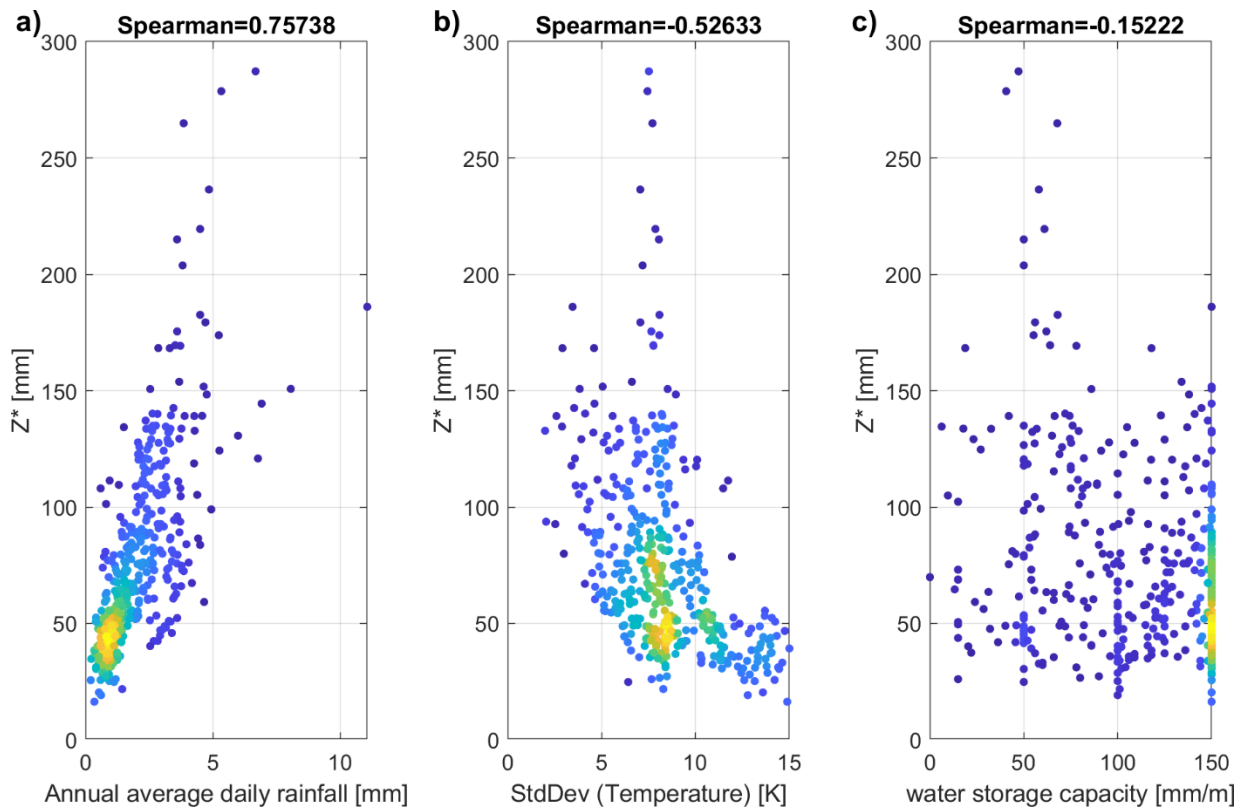 a) Spearman=0.75738
300
250
200
150
100
50
0
Z* [mm]
0 5 10
Annual average daily rainfall [mm]
b) Spearman=-0.52633
300
250
200
150
100
50
0
Z* [mm]
0 5 10 15
StdDev (Temperature) [K]
c) Spearman=-0.15222
300
250
200
150
100
50
0
Z* [mm]
0 50 100 150
water storage capacity [mm/m]